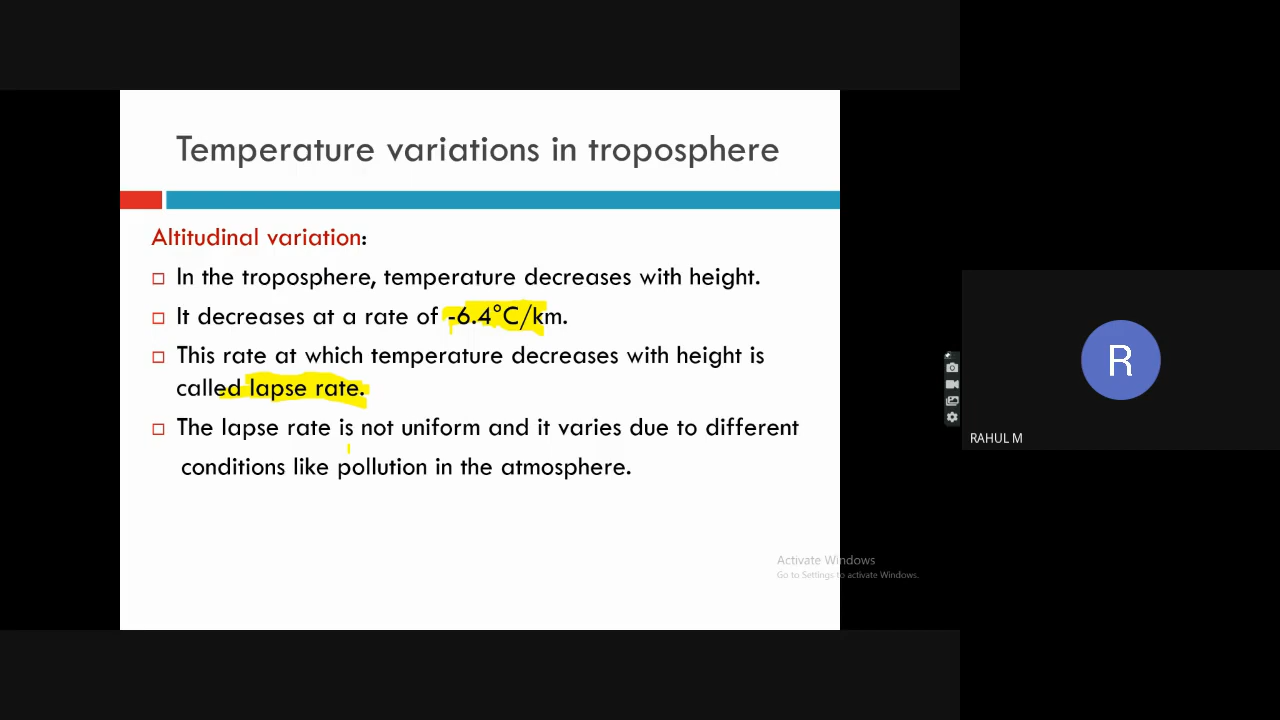 Temperature variations in troposphere
Altitudinal variation:
In the troposphere, temperature decreases with height.
It decreases at a rate of -6.4°C/km.
This rate at which temperature decreases with height is
called lapse rate.
The lapse rate is not uniform and it varies due to different
conditions like pollution in the atmosphere.
Activate Windows
Go to Settings to activate Windows.
R
RAHUL M